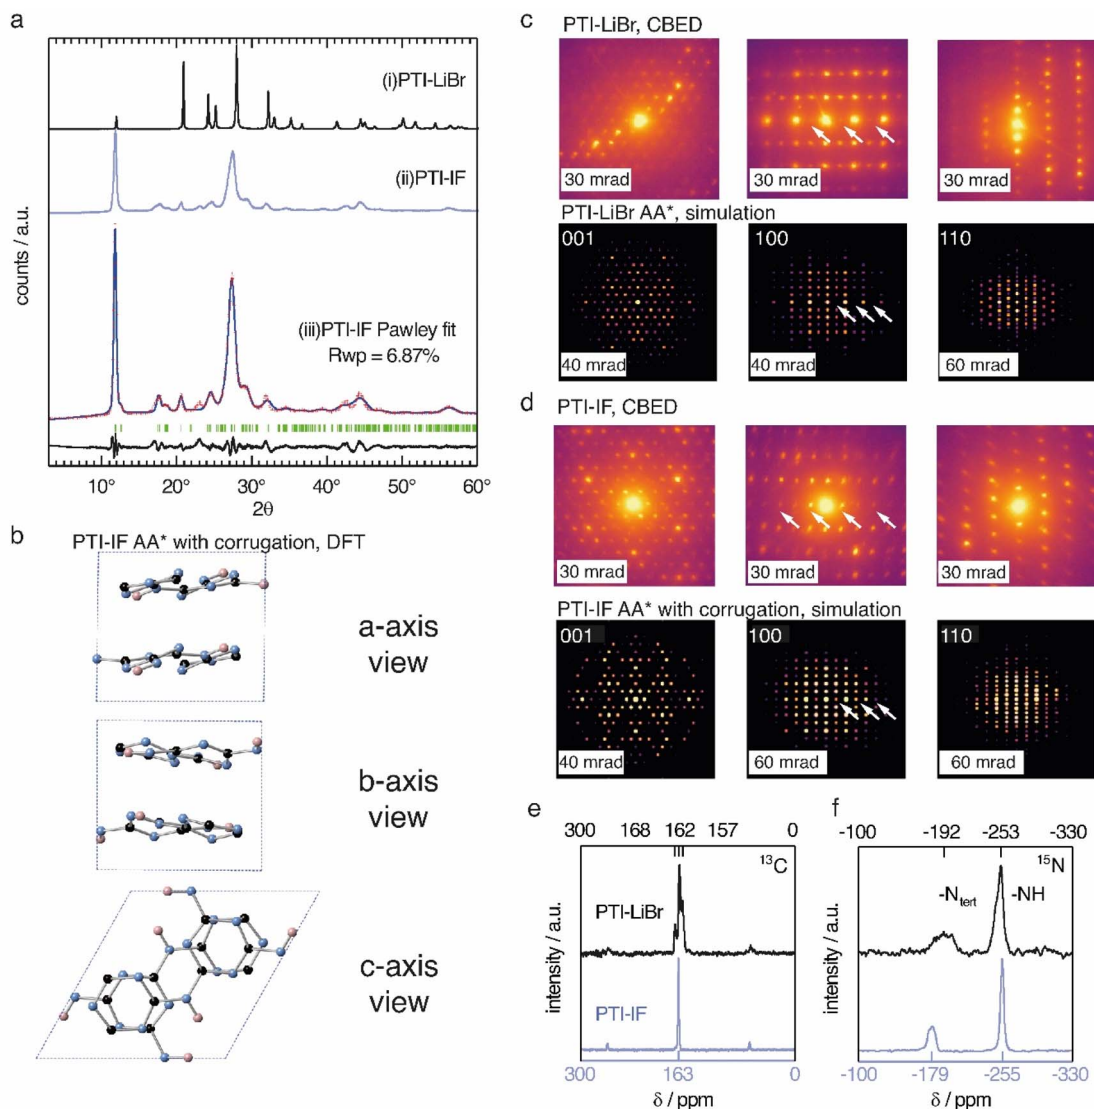 a
(i)PTI-LiBr
(ii)PTI-IF
(iii)PTI-IF Pawley fit
Rwp = 6.87%
counts / a.u.
10° 20° 30° 40° 50° 60°
2θ
b
PTI-IF AA* with corrugation, DFT
a-axis
view
b-axis
view
c-axis
view
c
PTI-LiBr, CBED
30 mrad
30 mrad
30 mrad
PTI-LiBr AA*, simulation
001
100
110
40 mrad
40 mrad
60 mrad
d
PTI-IF, CBED
30 mrad
30 mrad
30 mrad
PTI-IF AA* with corrugation, simulation
001
100
110
40 mrad
60 mrad
60 mrad
e
300 168 162 157 0
¹³C
PTI-LiBr
PTI-IF
intensity / a.u.
300 163 0
δ / ppm
f
-100 -192 -253 -330
¹⁵N
-Ntert
-NH
intensity / a.u.
-100 -179 -255 -330
δ / ppm